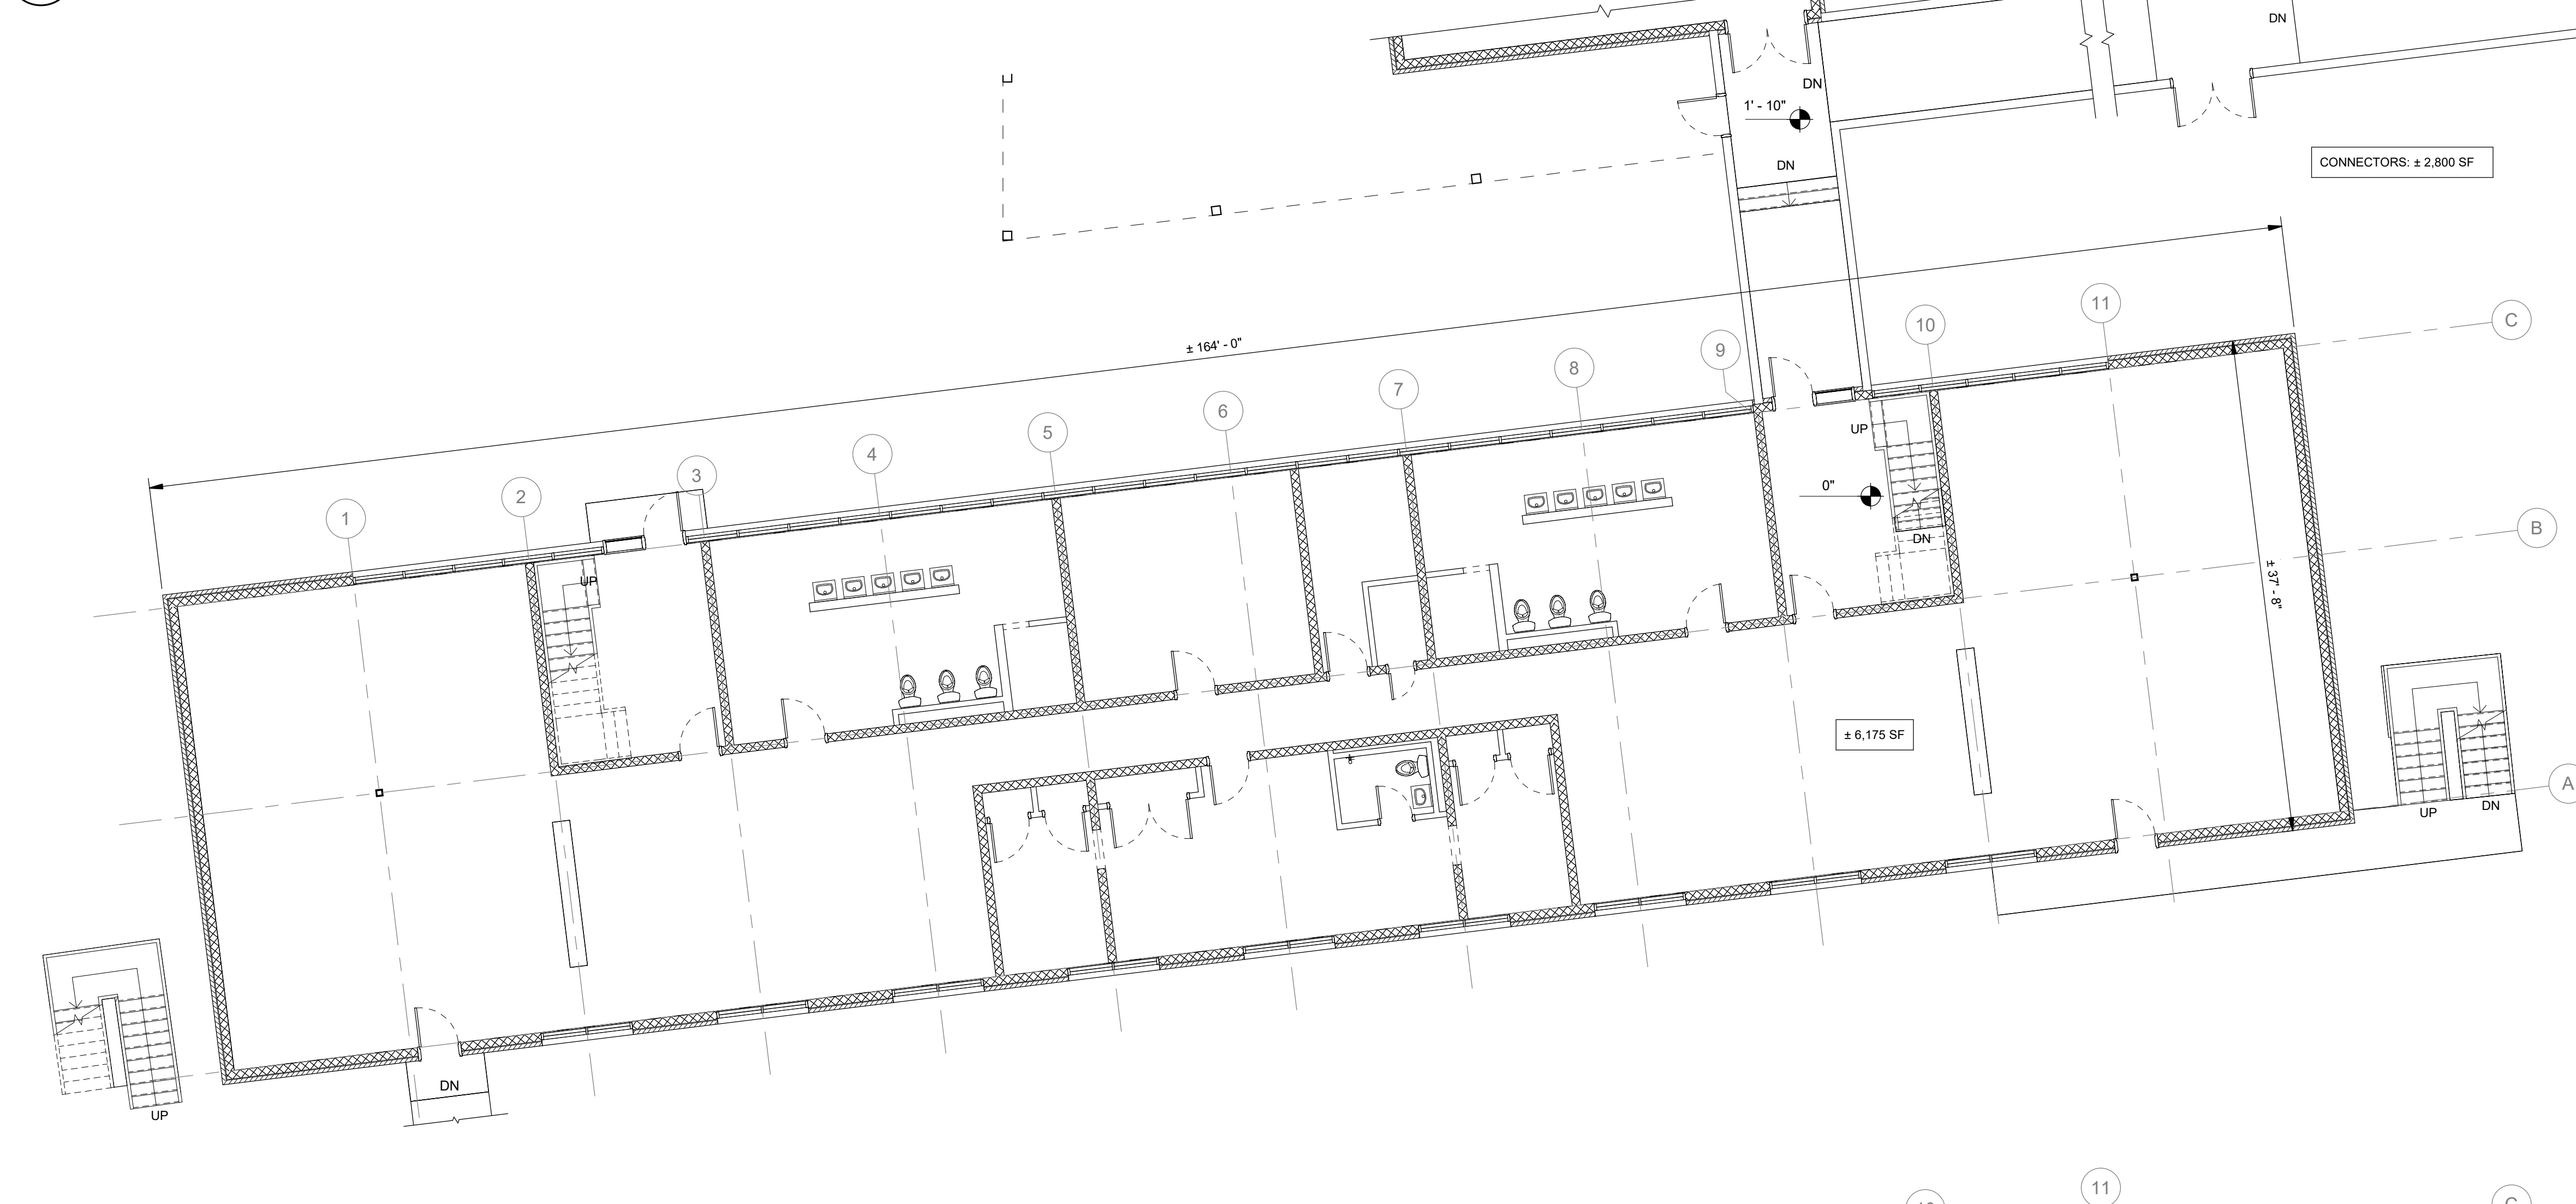 DN
DN
1' - 10"
DN
CONNECTORS: ± 2,800 SF
± 164' - 0"
11
C
10
9
8
7
6
5
4
3
2
1
B
UP
0"
DN
UP
± 37' - 8"
± 6,175 SF
A
UP
DN
DN
UP
11